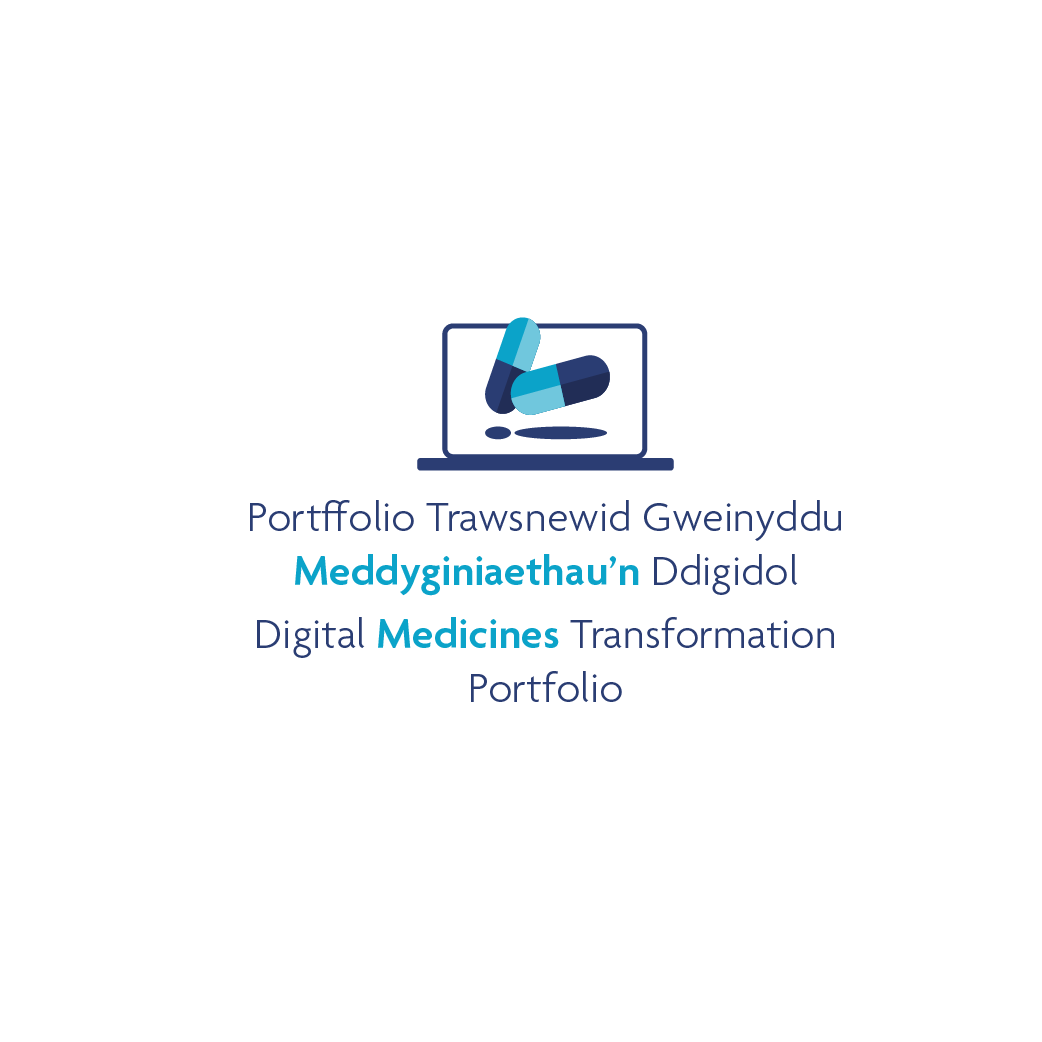 Portffolio Trawsnewid Gweinyddu
Meddyginiaethau’n Ddigidol
Digital Medicines Transformation
Portfolio